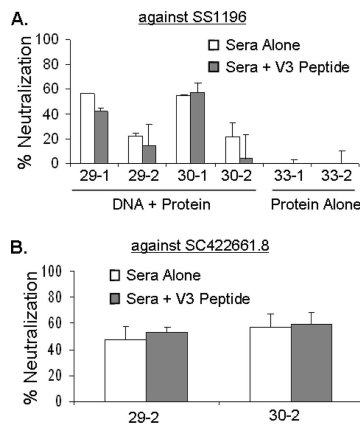 A. against SS1196
% Neutralization
100
80
60
40
20
0
Sera Alone
Sera + V3 Peptide
29-1 29-2 30-1 30-2 33-1 33-2
DNA + Protein Protein Alone
B. against SC422661.8
% Neutralization
100
80
60
40
20
0
Sera Alone
Sera + V3 Peptide
29-2 30-2